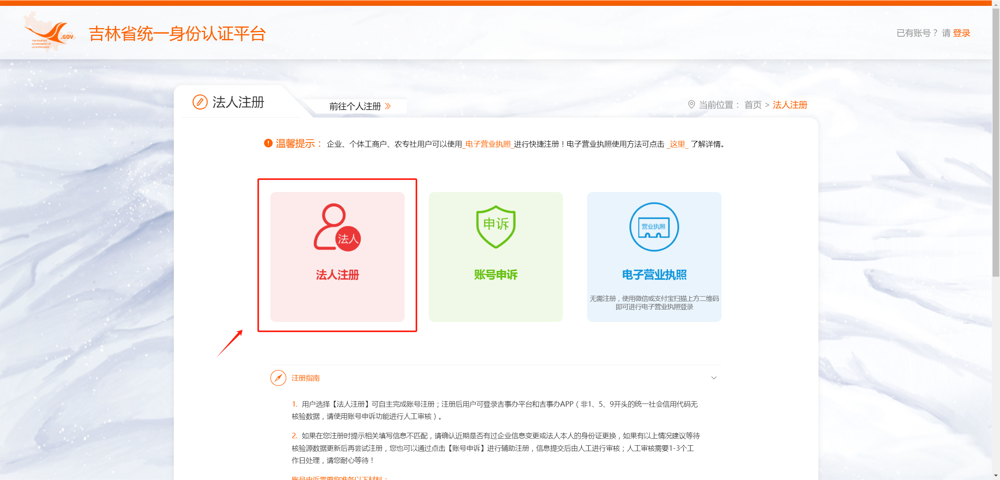 .GOV
THE PEOPLES
GOVERNMENT OF
JILIN PROVINCE
吉林省统一身份认证平台
已有账号？ 请 登录
法人注册
前往个人注册
当前位置： 首页 > 法人注册
温馨提示： 企业、个体工商户、农专社用户可以使用_电子营业执照_进行快捷注册！电子营业执照使用方法可点击 _这里_ 了解详情。
法人
申诉
营业执照
法人注册
账号申诉
电子营业执照
无需注册，使用微信或支付宝扫描上方二维码
即可进行电子营业执照登录
注册指南
1. 用户选择【法人注册】可自主完成账号注册；注册后用户可登录吉事办平台和吉事办APP（非1、5、9开头的统一社会信用代码无
核验数据，请使用账号申诉功能进行人工审核）。
2. 如果在您注册时提示相关填写信息不匹配，请确认近期是否有过企业信息变更或法人本人的身份证更换，如果有以上情况建议等待
核验源数据更新后再尝试注册，您也可以通过点击【账号申诉】进行辅助注册，信息提交后由人工进行审核；人工审核需要1-3个工
作日处理，请您耐心等待！
账号申诉需要您准备以下材料：